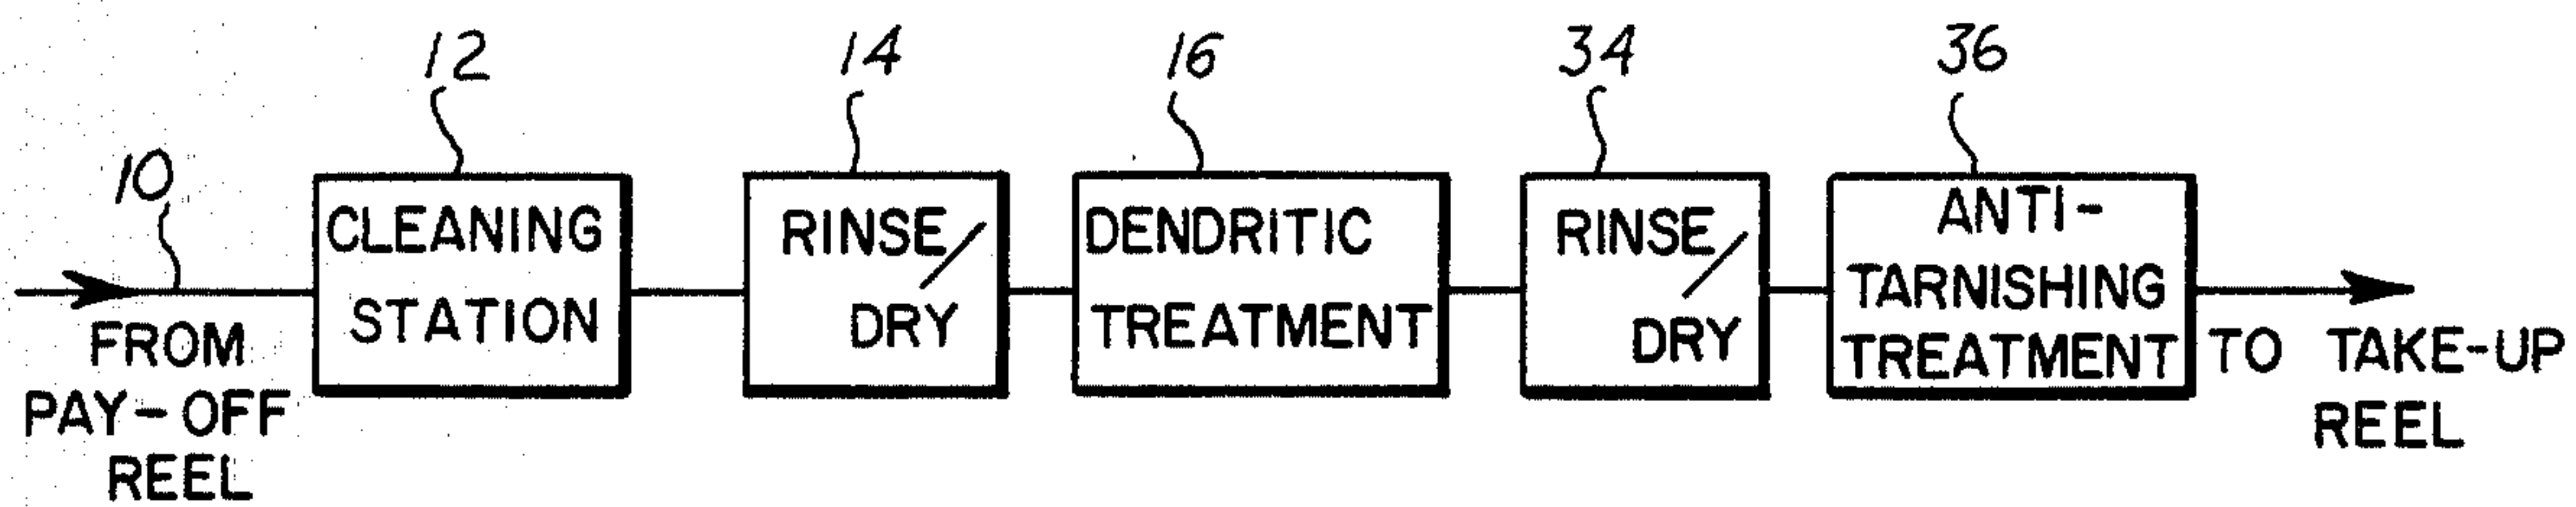 12
14
16
34
36
10
CLEANING
STATION
RINSE/
DRY
DENDRITIC
TREATMENT
RINSE/
DRY
ANTI-
TARNISHING
TREATMENT
FROM
PAY-OFF
REEL
TO TAKE-UP
REEL